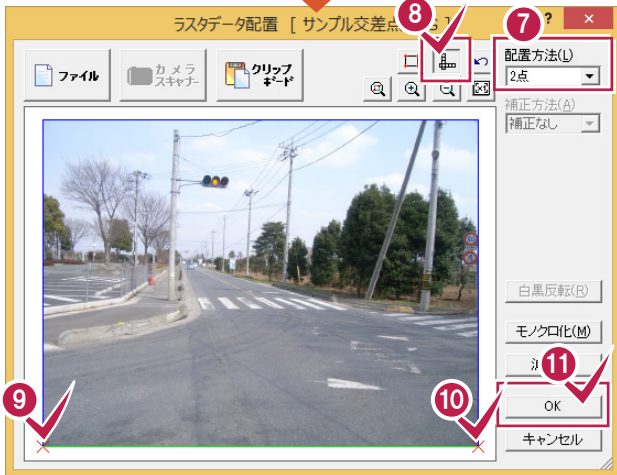 ラスタデータ配置 [ サンプル交差点
8
?
×
7
ファイル
カメラ
スキャナー
クリップ
ボード
配置方法(L)
2点
補正方法(A)
補正なし
白黒反転(R)
モノクロ化(M)
11
9
10
OK
キャンセル